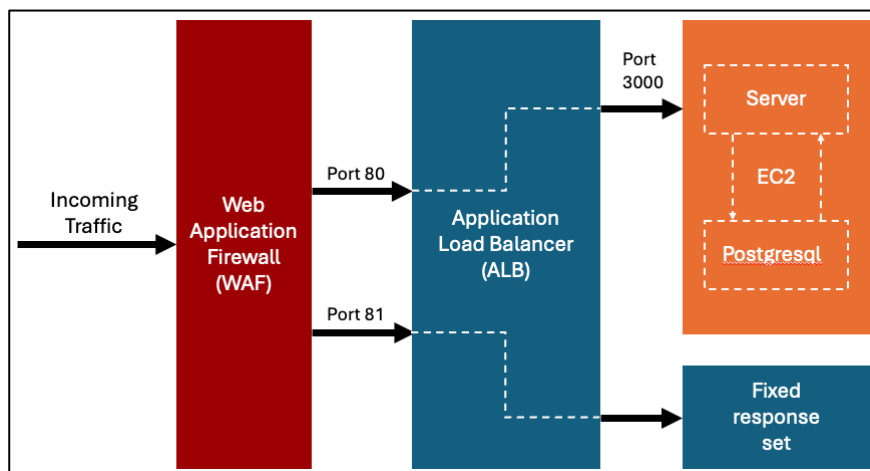 Incoming
Traffic
Web
Application
Firewall
(WAF)
Port 80
Port 81
Application
Load Balancer
(ALB)
Port
3000
Server
EC2
Postgresql
Fixed
response
set